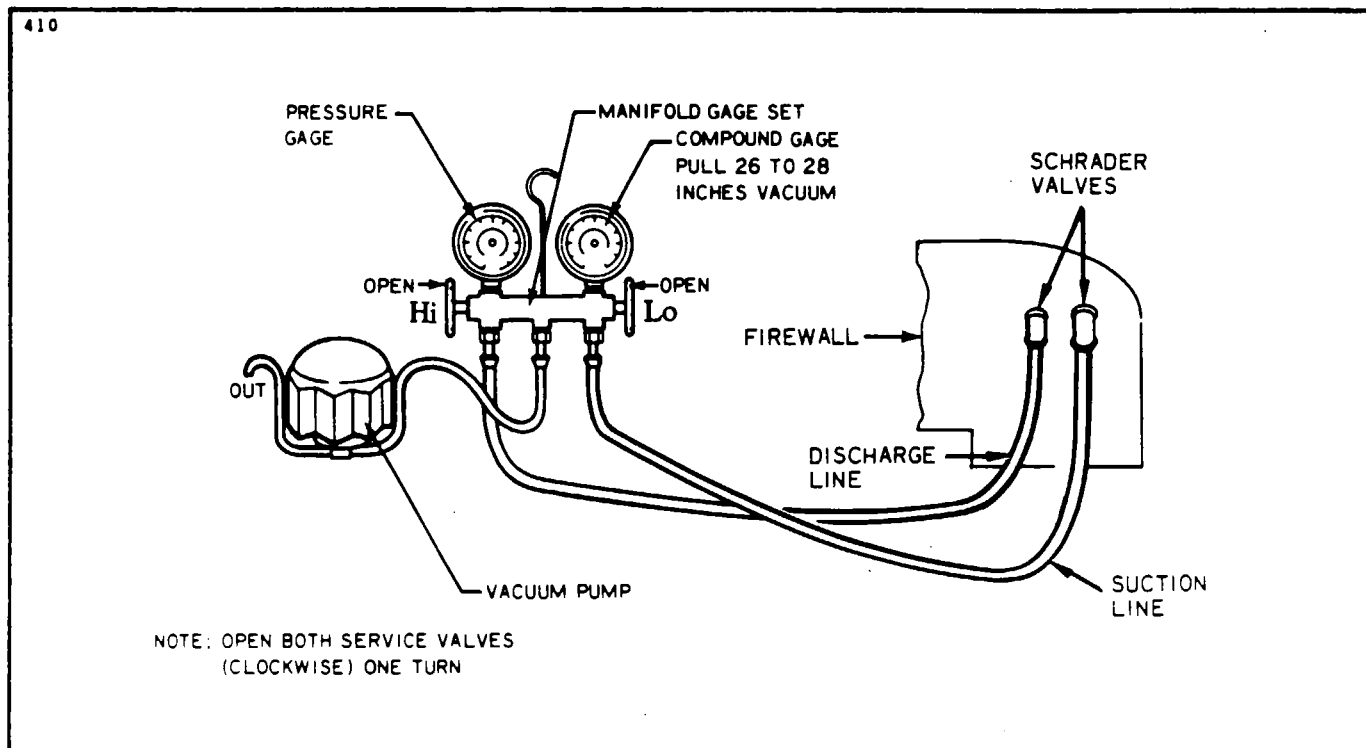 410
PRESSURE
GAGE
MANIFOLD GAGE SET
COMPOUND GAGE
PULL 26 TO 28
INCHES VACUUM
SCHRADER
VALVES
OPEN
OPEN
Hi
Lo
FIREWALL
OUT
DISCHARGE
LINE
VACUUM PUMP
SUCTION
LINE
NOTE: OPEN BOTH SERVICE VALVES
(CLOCKWISE) ONE TURN